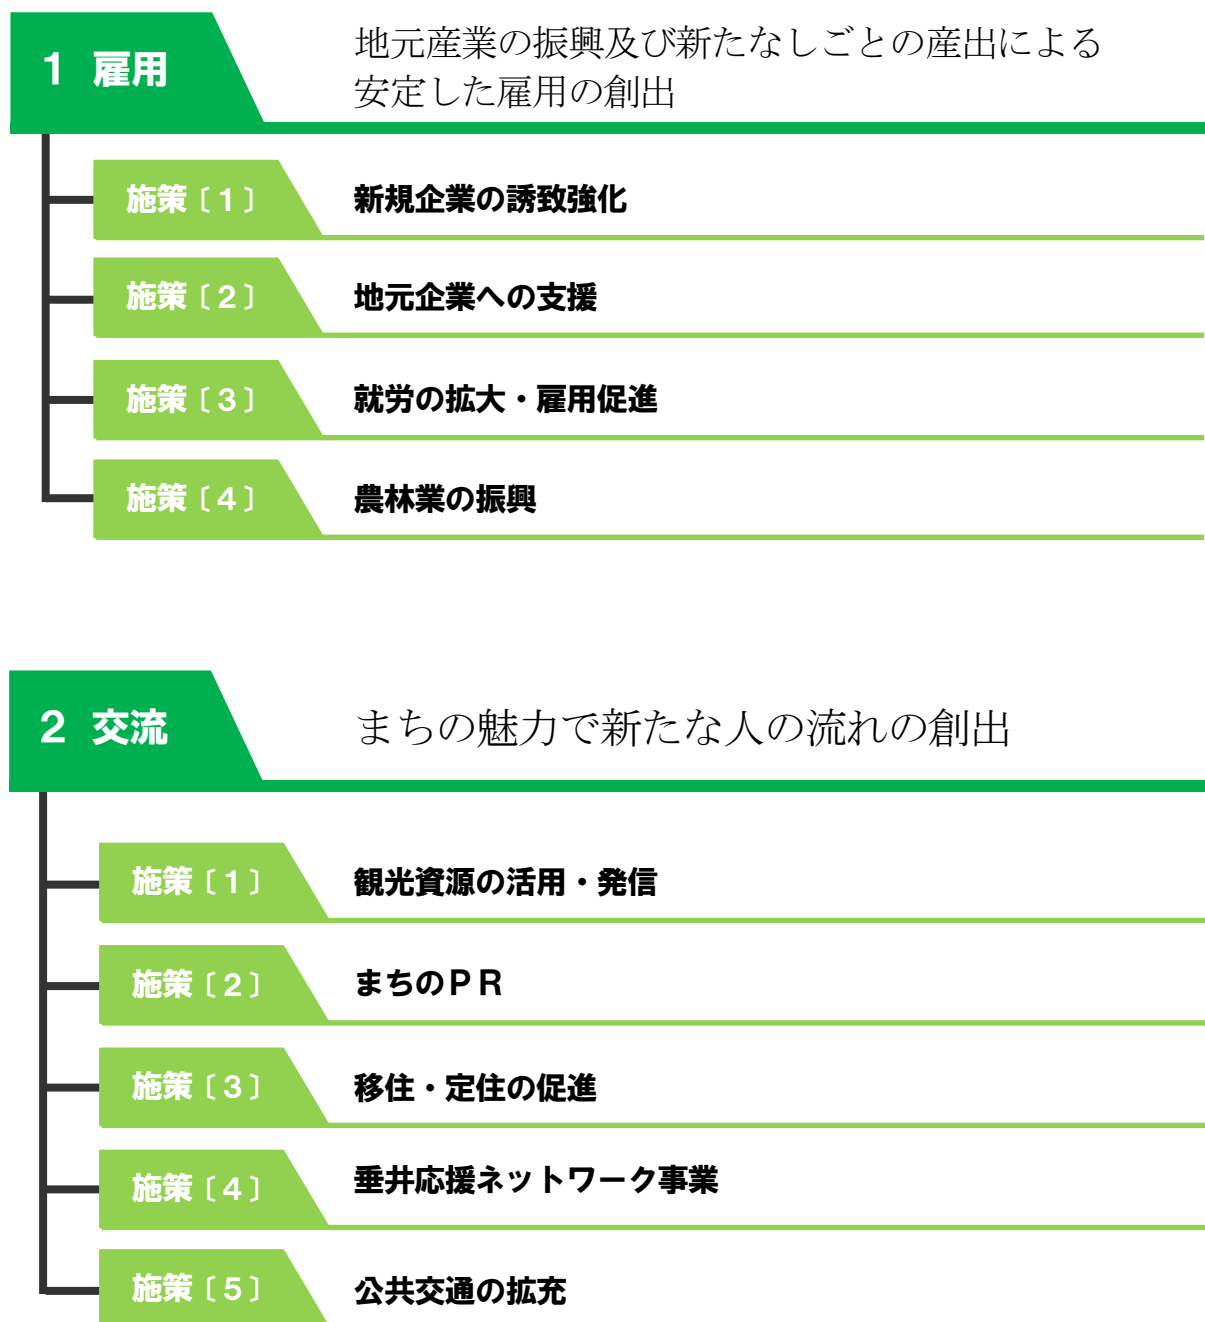 1 雇用
地元産業の振興及び新たなしごとの産出による
安定した雇用の創出
施策〔1〕 新規企業の誘致強化
施策〔2〕 地元企業への支援
施策〔3〕 就労の拡大・雇用促進
施策〔4〕 農林業の振興
2 交流 まちの魅力で新たな人の流れの創出
施策〔1〕 観光資源の活用・発信
施策〔2〕 まちのＰＲ
施策〔3〕 移住・定住の促進
施策〔4〕 垂井応援ネットワーク事業
施策〔5〕 公共交通の拡充